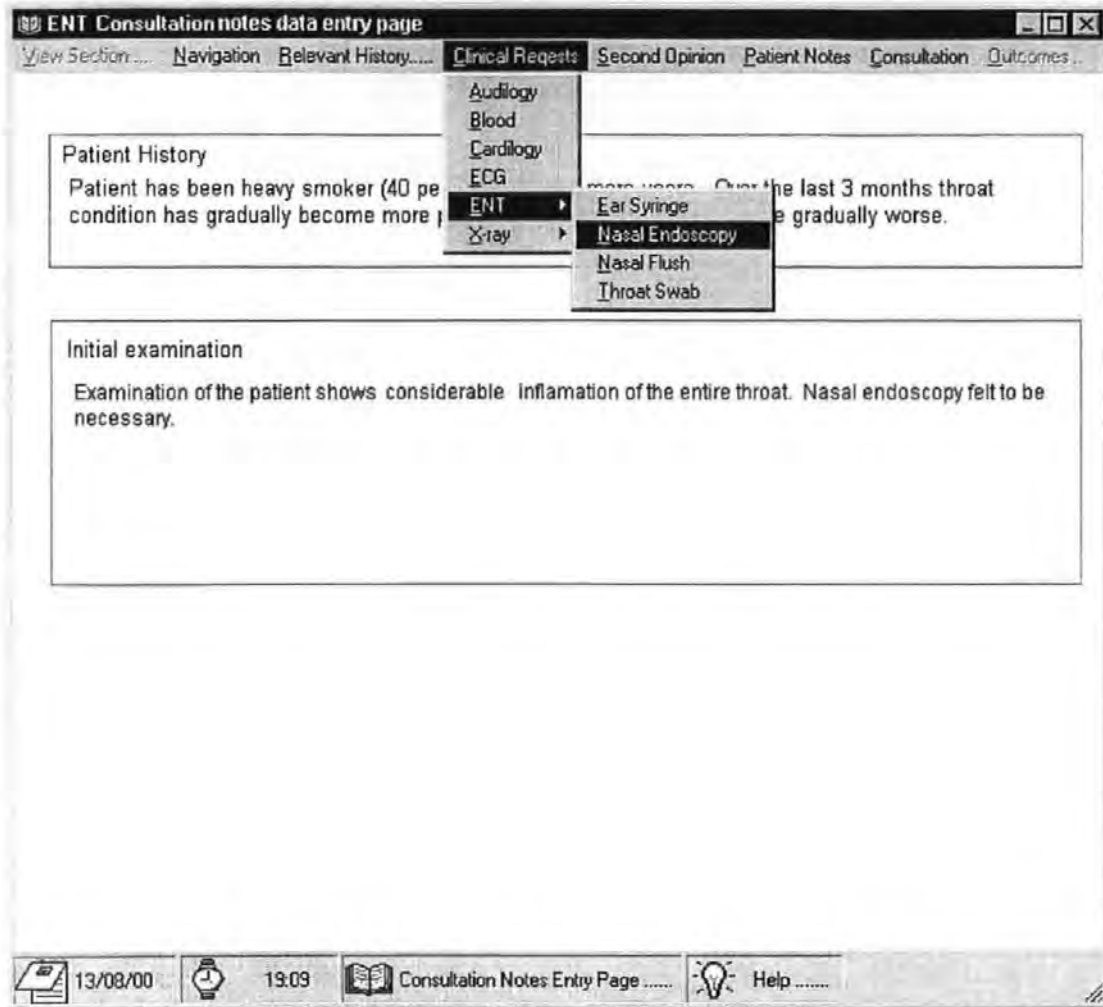 ENT Consultation notes data entry page
View Section .... Navigation Relevant History..... Clinical Reqests Second Opinion Patient Notes Consultation Outcomes ..
Audilogy
Blood
Cardilogy
ECG
ENT
X-ray
Ear Syringe
Nasal Endoscopy
Nasal Flush
Throat Swab
Patient History
Patient has been heavy smoker (40 pe more years. Over the last 3 months throat
condition has gradually become more e gradually worse.
Initial examination
Examination of the patient shows considerable inflamation of the entire throat. Nasal endoscopy felt to be
necessary.
13/08/00 19:09 Consultation Notes Entry Page ...... Help .......